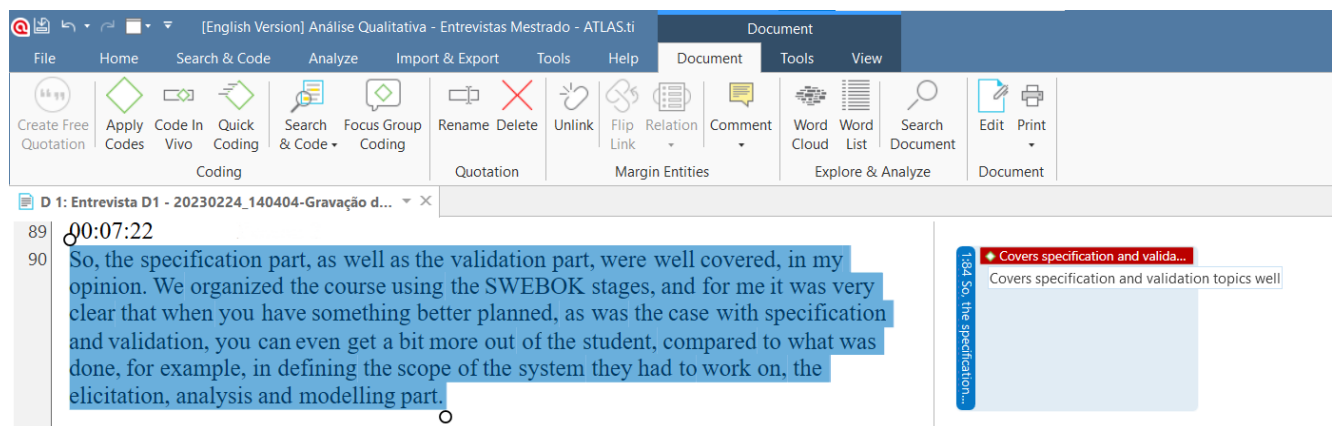 [English Version] Análise Qualitativa - Entrevistas Mestrado - ATLAS.ti
Document
File Home Search & Code Analyze Import & Export Tools Help Document Tools View
Create Free Quotation
Apply Codes
Code In Vivo
Quick Coding
Search & Code
Focus Group Coding
Rename
Delete
Unlink
Flip Link
Relation
Comment
Word Cloud
Word List
Search Document
Edit
Print
Coding
Quotation
Margin Entities
Explore & Analyze
Document
D 1: Entrevista D1 - 20230224_140404-Gravação d...
89 00:07:22
90 So, the specification part, as well as the validation part, were well covered, in my
opinion. We organized the course using the SWEBOK stages, and for me it was very
clear that when you have something better planned, as was the case with specification
and validation, you can even get a bit more out of the student, compared to what was
done, for example, in defining the scope of the system they had to work on, the
elicitation, analysis and modelling part.
1:84 So, the specification...
Covers specification and valida...
Covers specification and validation topics well